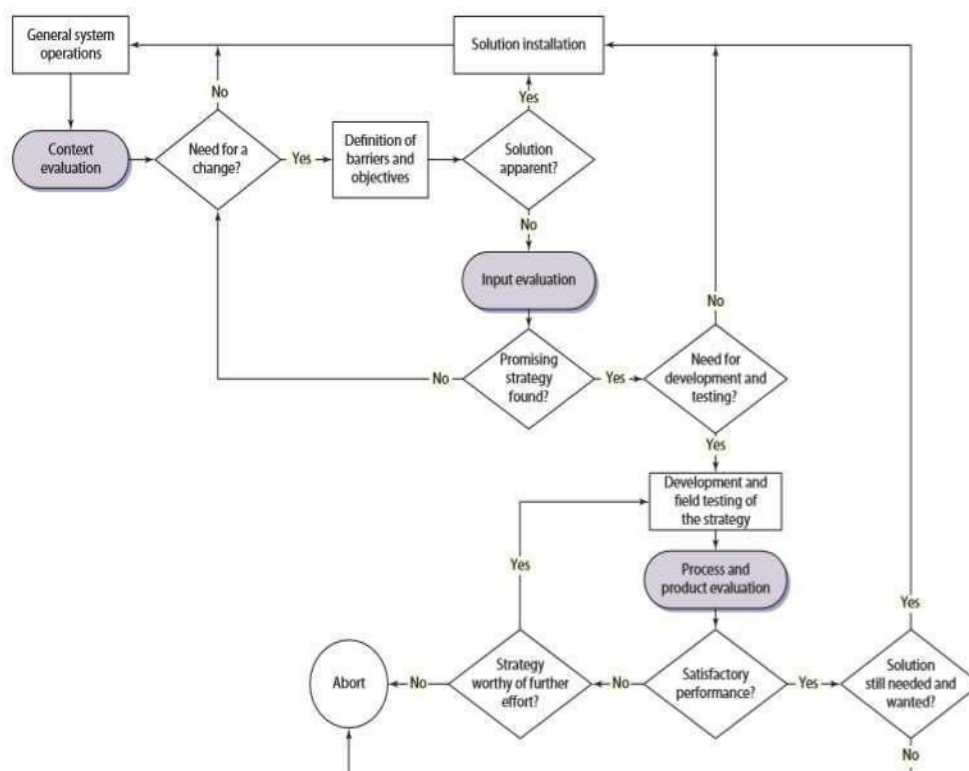 General system
operations
Solution installation
No
Yes
Context
evaluation
Need for a
change?
Yes
Definition of
barriers and
objectives
Solution
apparent?
No
Input evaluation
No
No
Promising
strategy
found?
Yes
Need for
development and
testing?
Yes
Development and
field testing of
the strategy
Yes
Process and
product evaluation
Yes
Abort
No
Strategy
worthy of further
effort?
No
Satisfactory
performance?
Yes
Solution
still needed and
wanted?
No